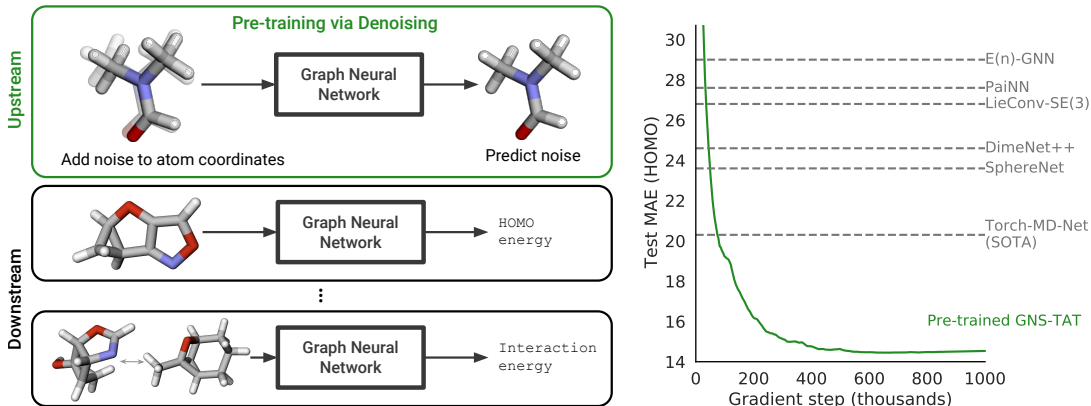 Pre-training via Denoising
Upstream
Graph Neural
Network
Add noise to atom coordinates
Predict noise
Downstream
Graph Neural
Network
HOMO
energy
Graph Neural
Network
Interaction
energy
Test MAE (HOMO)
30
28
26
24
22
20
18
16
14
E(n)-GNN
PaiNN
LieConv-SE(3)
DimeNet++
SphereNet
Torch-MD-Net
(SOTA)
Pre-trained GNS-TAT
0 200 400 600 800 1000
Gradient step (thousands)